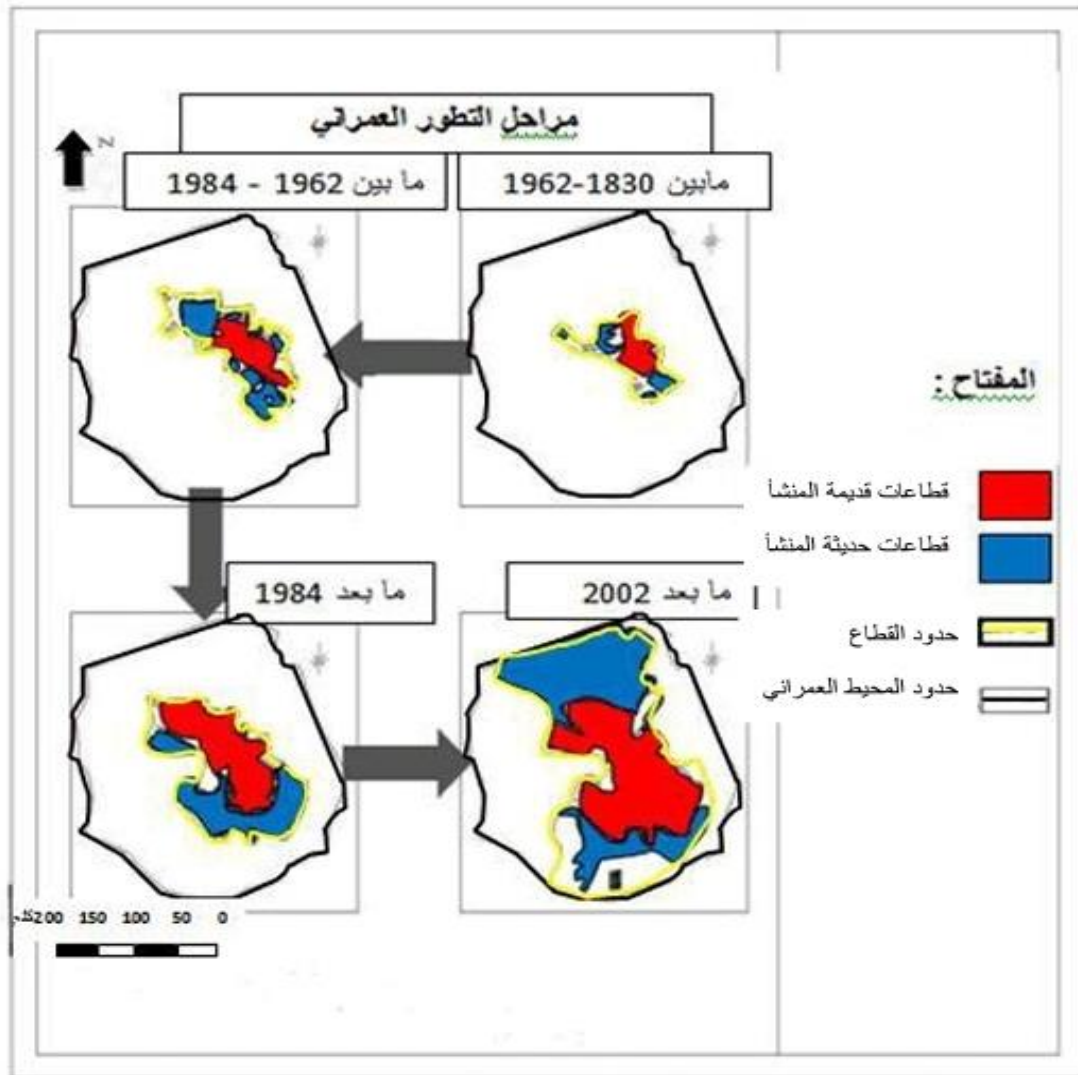 مراحل التطور العمراني
N
مابين 1830-1962
ما بين 1962 - 1984
المفتاح :
قطاعات قديمة المنشأ
قطاعات حديثة المنشأ
حدود القطاع
حدود المحيط العمراني
ما بعد 1984
ما بعد 2002
0 50 100 150 200